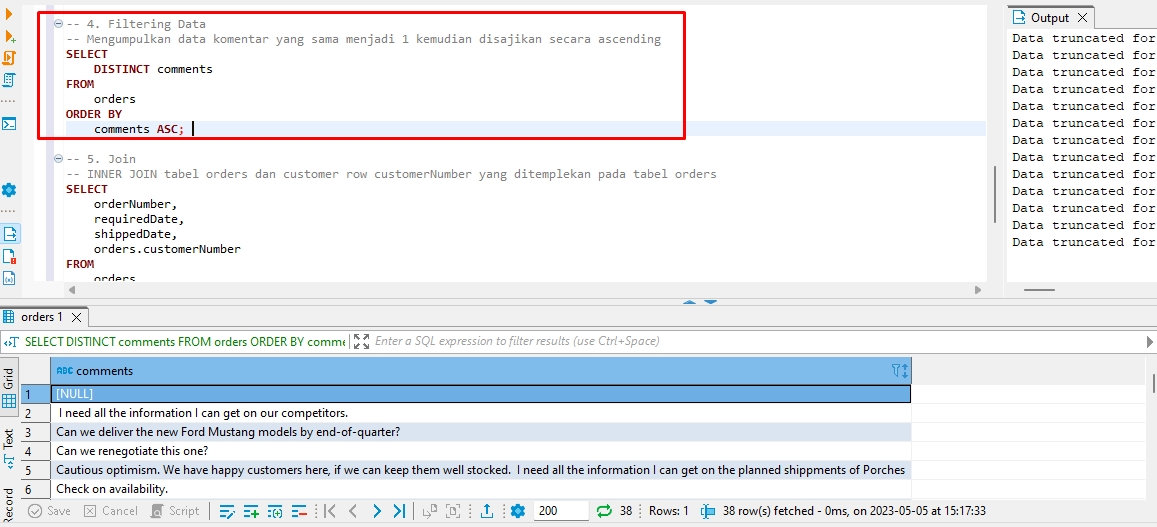 -- 4. Filtering Data
-- Mengumpulkan data komentar yang sama menjadi 1 kemudian disajikan secara ascending
SELECT
DISTINCT comments
FROM
orders
ORDER BY
comments ASC;
-- 5. Join
-- INNER JOIN tabel orders dan customer row customerNumber yang ditemplekan pada tabel orders
SELECT
orderNumber,
requiredDate,
shippedDate,
orders.customerNumber
FROM
orders
Output
Data truncated for
Data truncated for
Data truncated for
Data truncated for
Data truncated for
Data truncated for
Data truncated for
Data truncated for
Data truncated for
Data truncated for
Data truncated for
Data truncated for
Data truncated for
orders 1
SELECT DISTINCT comments FROM orders ORDER BY comme
Enter a SQL expression to filter results (use Ctrl+Space)
Grid
Text
Record
ABC comments
1 [NULL]
2 I need all the information I can get on our competitors.
3 Can we deliver the new Ford Mustang models by end-of-quarter?
4 Can we renegotiate this one?
5 Cautious optimism. We have happy customers here, if we can keep them well stocked.  I need all the information I can get on the planned shippments of Porches
6 Check on availability.
Save Cancel Script 200 38 Rows: 1 38 row(s) fetched - 0ms, on 2023-05-05 at 15:17:33